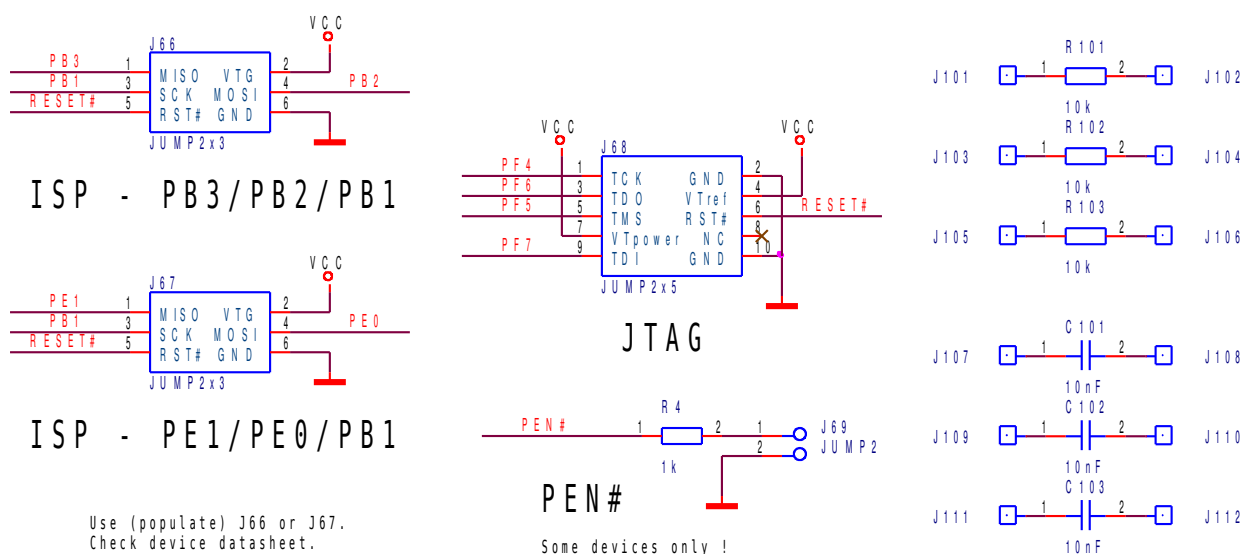 VCC
J66
PB3 1 MISO VTG 2
PB1 3 SCK MOSI 4 PB2
RESET# 5 RST# GND 6
JUMP2x3
ISP - PB3/PB2/PB1
VCC
J67
PE1 1 MISO VTG 2
PB1 3 SCK MOSI 4 PE0
RESET# 5 RST# GND 6
JUMP2x3
ISP - PE1/PE0/PB1
Use (populate) J66 or J67.
Check device datasheet.
VCC VCC
J68
PF4 1 TCK GND 2
PF6 3 TDO VTref 4
PF5 5 TMS RST# 6 RESET#
7 VTpower NC 8
PF7 9 TDI GND 10
JUMP2x5
JTAG
R4
PEN# 1 2 1 J69
2 JUMP2
1k
PEN#
Some devices only !
R101
J101 1 2 J102
10k
R102
J103 1 2 J104
10k
R103
J105 1 2 J106
10k
C101
J107 1 2 J108
10nF
C102
J109 1 2 J110
10nF
C103
J111 1 2 J112
10nF